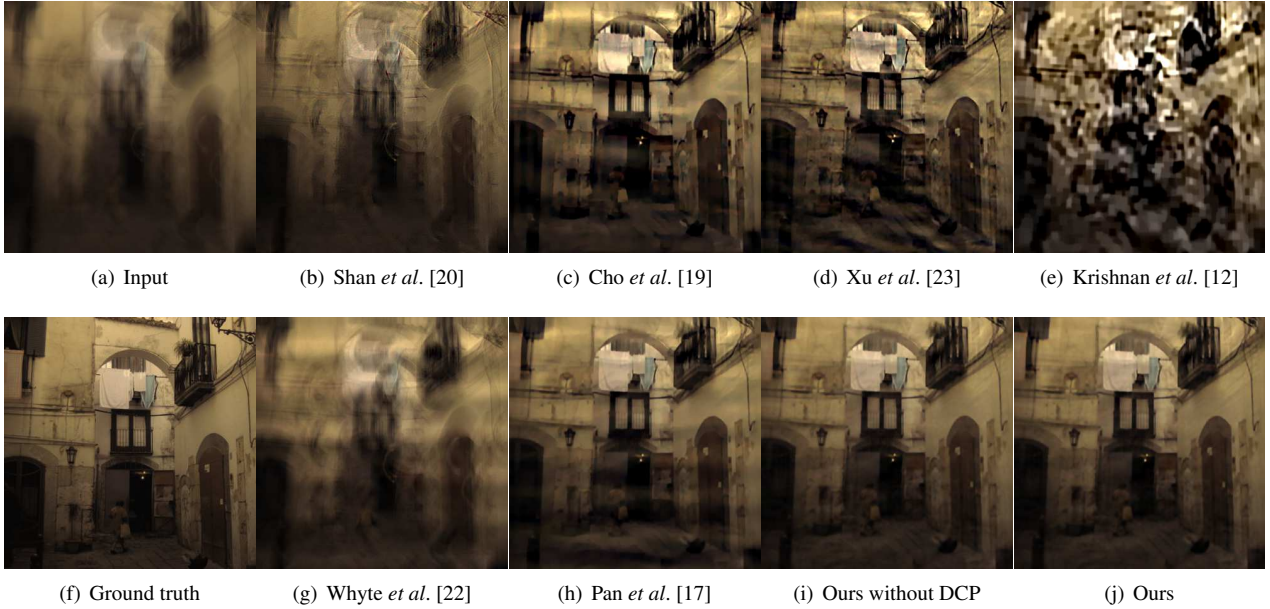 (a) Input
(b) Shan et al. [20]
(c) Cho et al. [19]
(d) Xu et al. [23]
(e) Krishnan et al. [12]
(f) Ground truth
(g) Whyte et al. [22]
(h) Pan et al. [17]
(i) Ours without DCP
(j) Ours